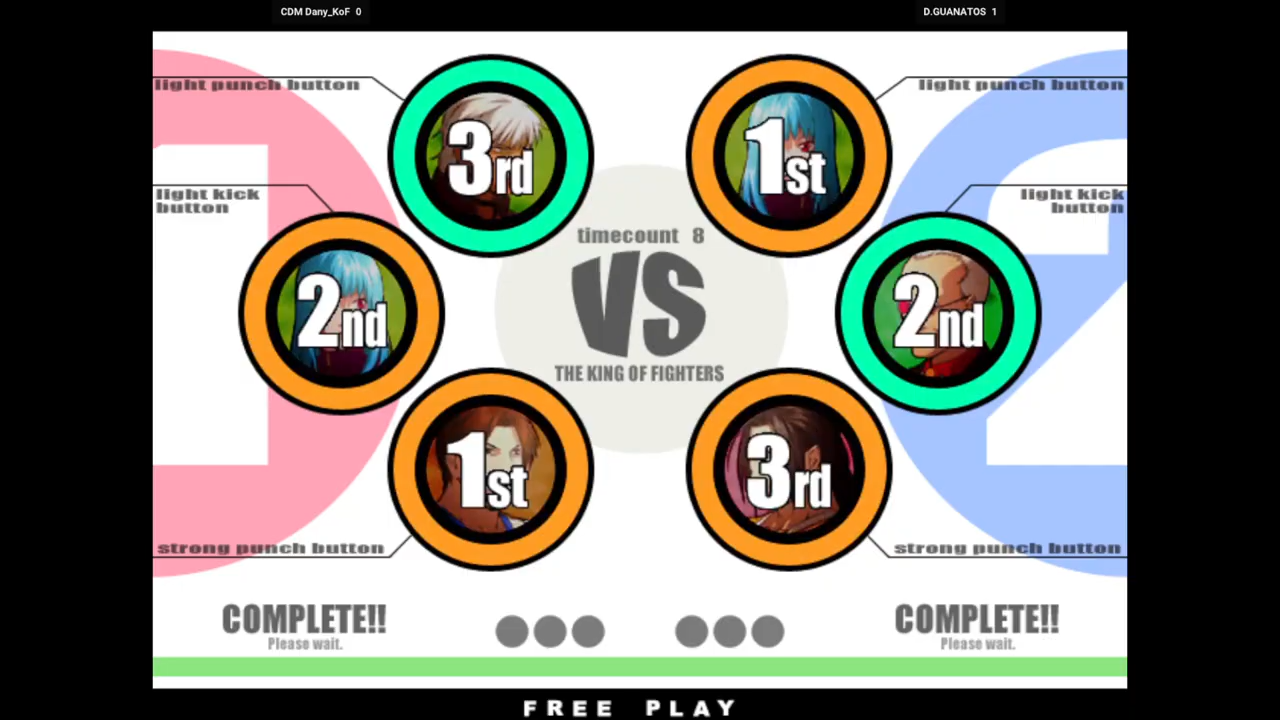 CDM Dany_KoF 0
D.GUANATOS 1
light punch button
light punch button
3rd
1st
light kick
button
light kick
button
timecount 8
VS
THE KING OF FIGHTERS
2nd
2nd
1
2
1st
3rd
strong punch button
strong punch button
COMPLETE!!
Please wait.
COMPLETE!!
Please wait.
FREE PLAY